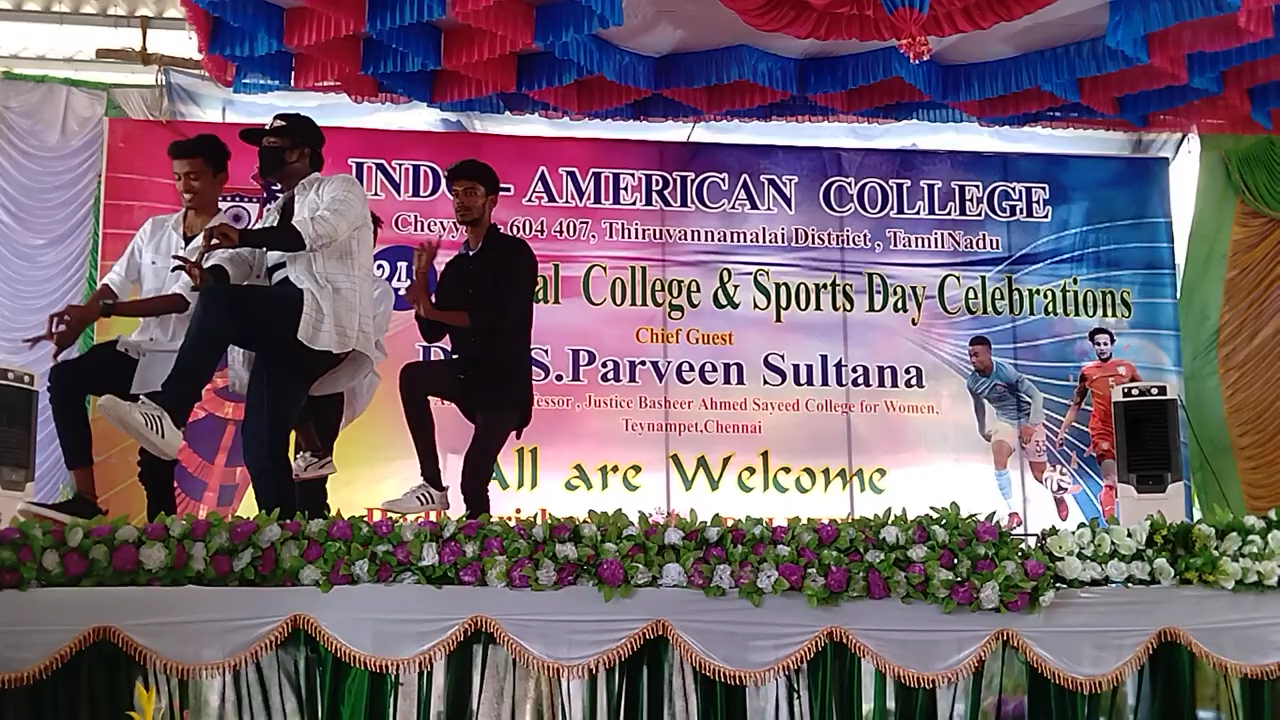 INDO - AMERICAN COLLEGE
604 407, Thiruvannamalai District , TamilNadu
24 College & Sports Day Celebrations
Chief Guest
S.Parveen Sultana
, Justice Basheer Ahmed Sayeed College for Women,
Teynampet,Chennai
All are Welcome